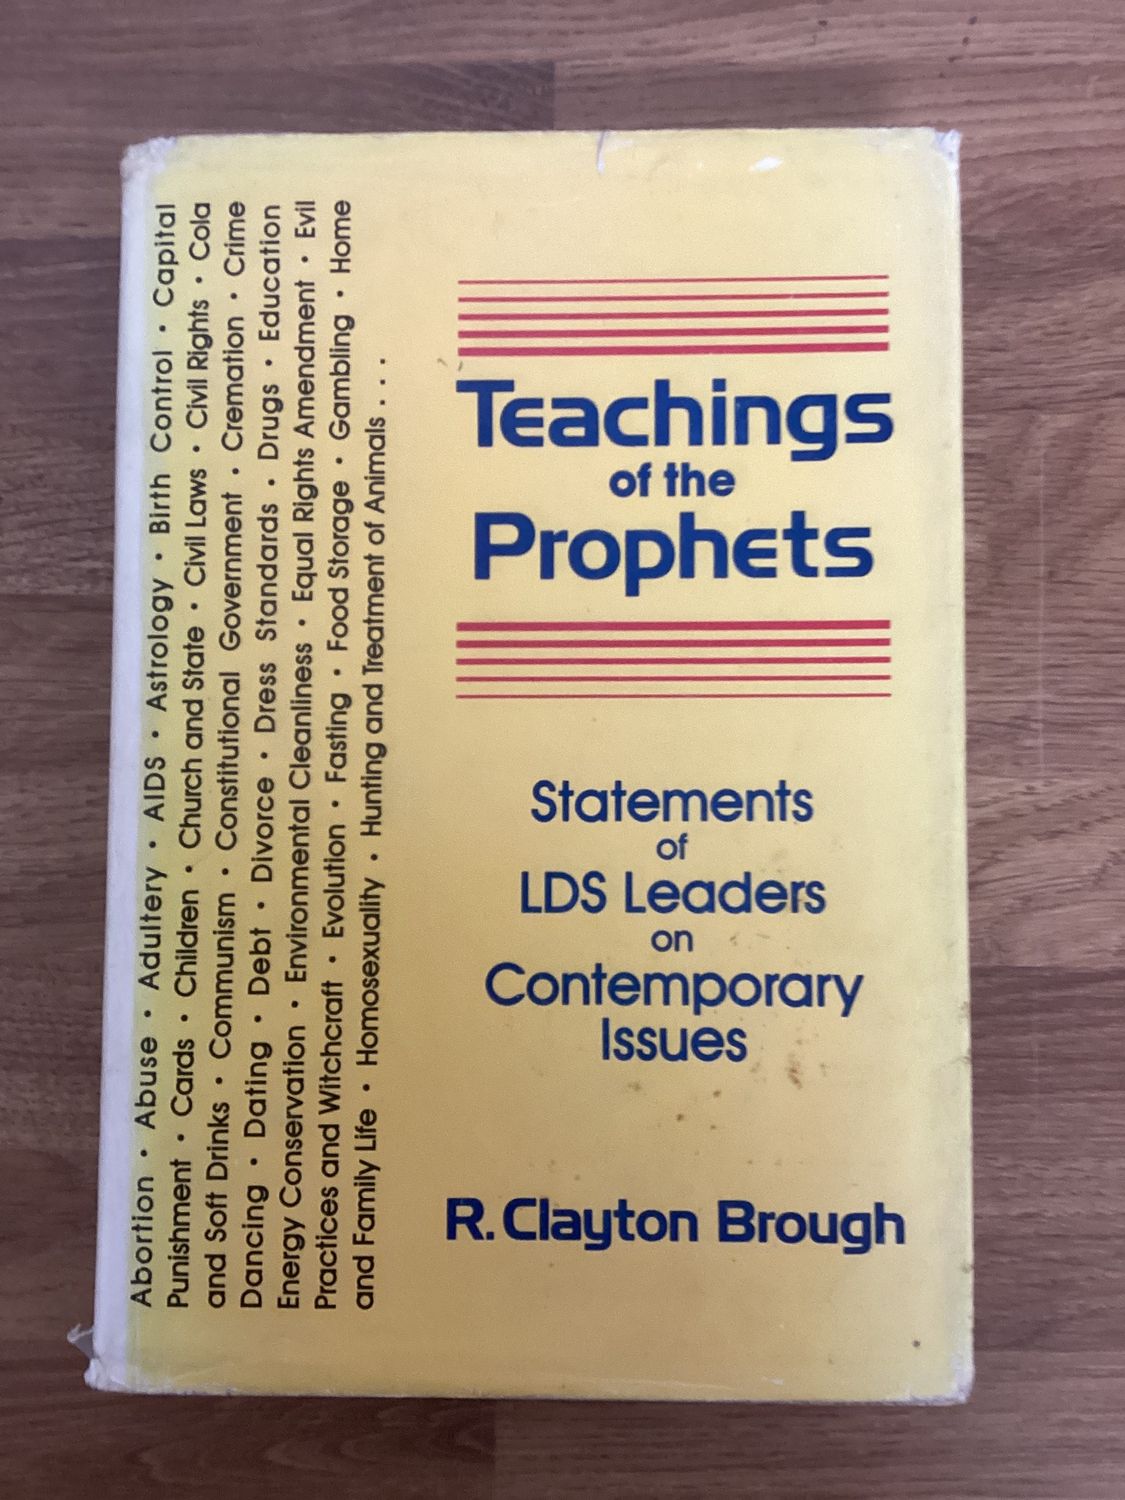 Abortion • Abuse • Adultery • AIDS • Astrology • Birth Control • Capital
Punishment • Cards • Children • Church and State • Civil Laws • Civil Rights • Cola
and Soft Drinks • Communism • Constitutional Government • Cremation • Crime
Dancing • Dating • Debt • Divorce • Dress Standards • Drugs • Education
Energy Conservation • Environmental Cleanliness • Equal Rights Amendment • Evil
Practices and Witchcraft • Evolution • Fasting • Food Storage • Gambling • Home
and Family Life • Homosexuality • Hunting and Treatment of Animals . . .
Teachings
of the
Prophets
Statements
of
LDS Leaders
on
Contemporary
Issues
R. Clayton Brough